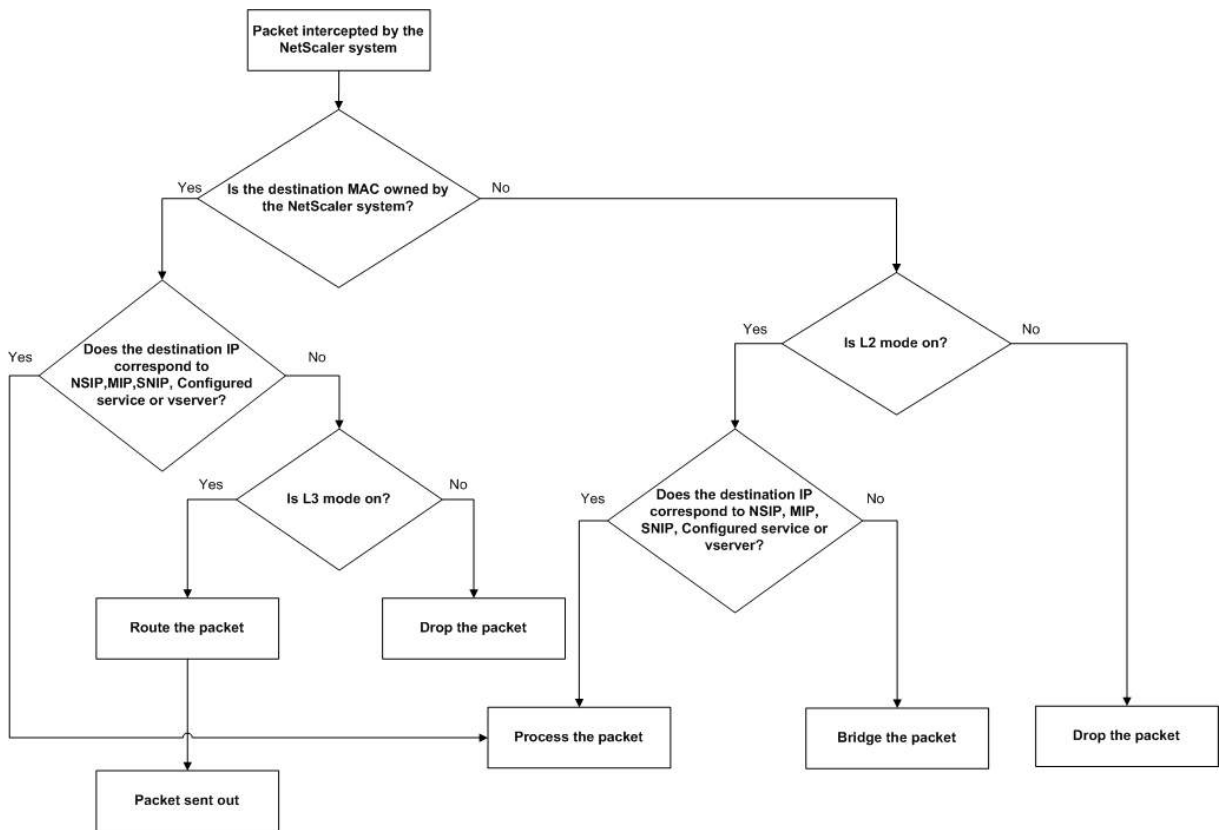 Packet intercepted by the
NetScaler system
Yes
Is the destination MAC owned by
the NetScaler system?
No
Yes
Does the destination IP
correspond to
NSIP,MIP,SNIP, Configured
service or vserver?
No
Yes
Is L2 mode on?
No
Yes
Is L3 mode on?
No
Yes
Does the destination IP
correspond to NSIP, MIP,
SNIP, Configured service or
vserver?
No
Route the packet
Drop the packet
Process the packet
Bridge the packet
Drop the packet
Packet sent out